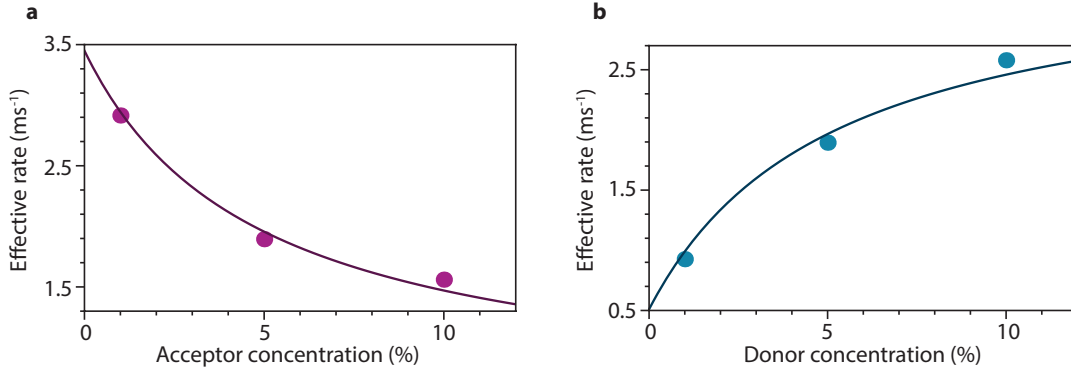 a
Effective rate (ms⁻¹)
3.5
2.5
1.5
0
5
10
Acceptor concentration (%)
b
Effective rate (ms⁻¹)
2.5
1.5
0.5
0
5
10
Donor concentration (%)